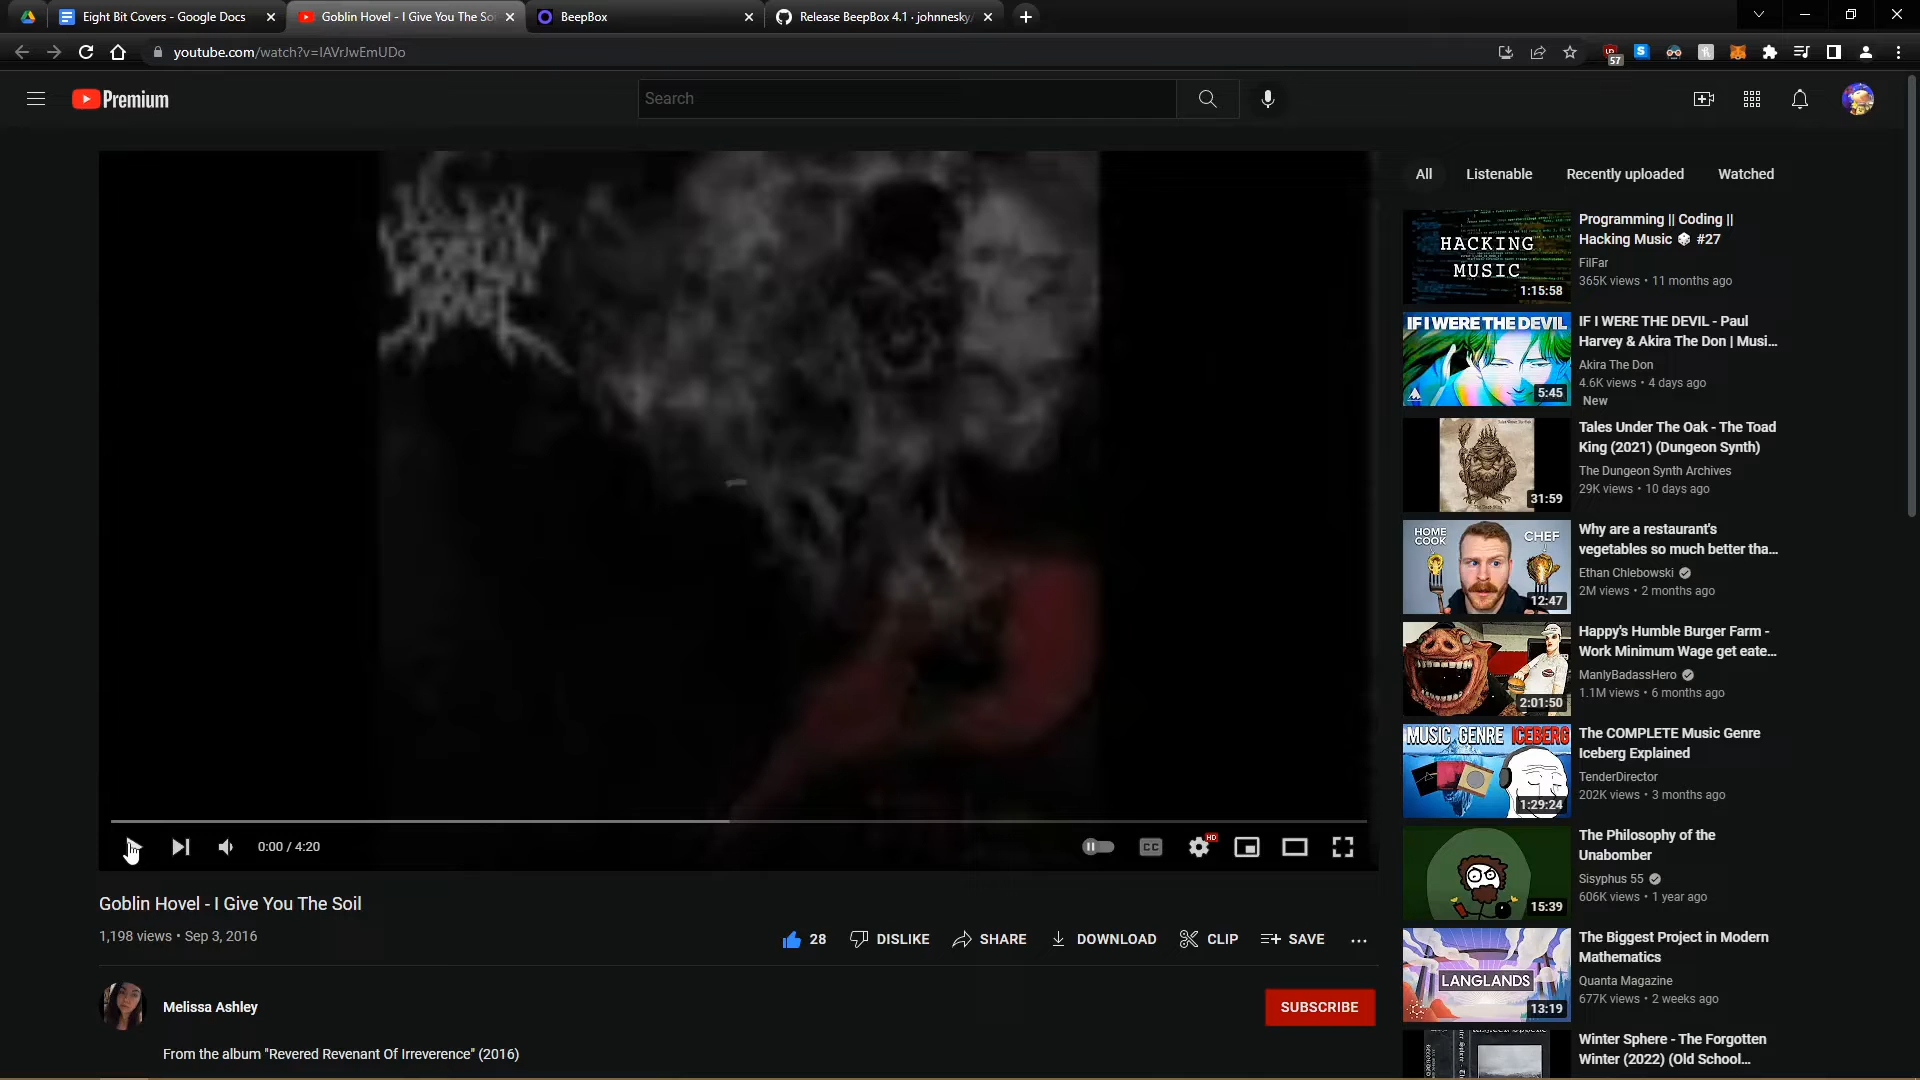 Eight Bit Covers - Google Docs
Goblin Hovel - I Give You The So
BeepBox
Release BeepBox 4.1 · johnnesky
youtube.com/watch?v=IAVrJwEmUDo
57
Premium
Search
All
Listenable
Recently uploaded
Watched
HACKING
MUSIC
1:15:58
Programming || Coding ||
Hacking Music 🎲 #27
FilFar
365K views • 11 months ago
IF I WERE THE DEVIL
5:45
IF I WERE THE DEVIL - Paul
Harvey & Akira The Don | Musi...
Akira The Don
4.6K views • 4 days ago
New
31:59
Tales Under The Oak - The Toad
King (2021) (Dungeon Synth)
The Dungeon Synth Archives
29K views • 10 days ago
HOME
COOK
CHEF
12:47
Why are a restaurant's
vegetables so much better tha...
Ethan Chlebowski
2M views • 2 months ago
2:01:50
Happy's Humble Burger Farm -
Work Minimum Wage get eate...
ManlyBadassHero
1.1M views • 6 months ago
MUSIC GENRE ICEBERG
1:29:24
The COMPLETE Music Genre
Iceberg Explained
TenderDirector
202K views • 3 months ago
15:39
The Philosophy of the
Unabomber
Sisyphus 55
606K views • 1 year ago
LANGLANDS
13:19
The Biggest Project in Modern
Mathematics
Quanta Magazine
677K views • 2 weeks ago
Winter Sphere - The Forgotten
Winter (2022) (Old School...
0:00 / 4:20
CC
HD
Goblin Hovel - I Give You The Soil
1,198 views • Sep 3, 2016
28
DISLIKE
SHARE
DOWNLOAD
CLIP
SAVE
Melissa Ashley
SUBSCRIBE
From the album "Revered Revenant Of Irreverence" (2016)